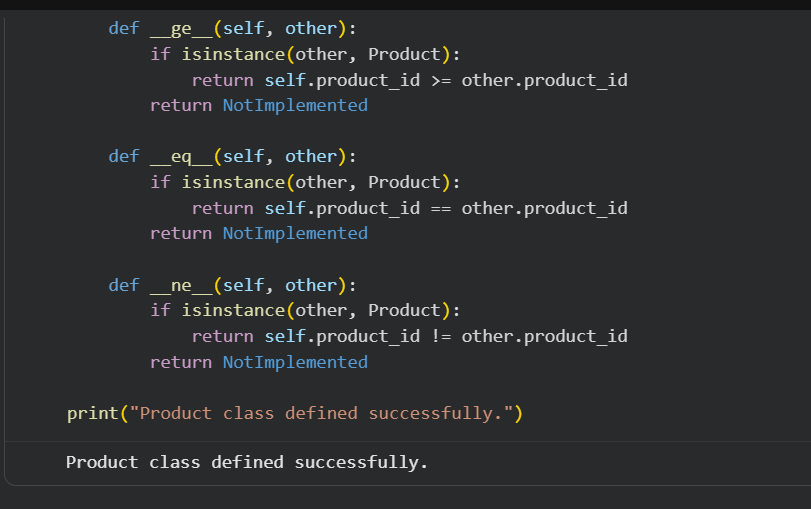 def __ge__(self, other):
if isinstance(other, Product):
return self.product_id >= other.product_id
return NotImplemented
def __eq__(self, other):
if isinstance(other, Product):
return self.product_id == other.product_id
return NotImplemented
def __ne__(self, other):
if isinstance(other, Product):
return self.product_id != other.product_id
return NotImplemented
print("Product class defined successfully.")
Product class defined successfully.